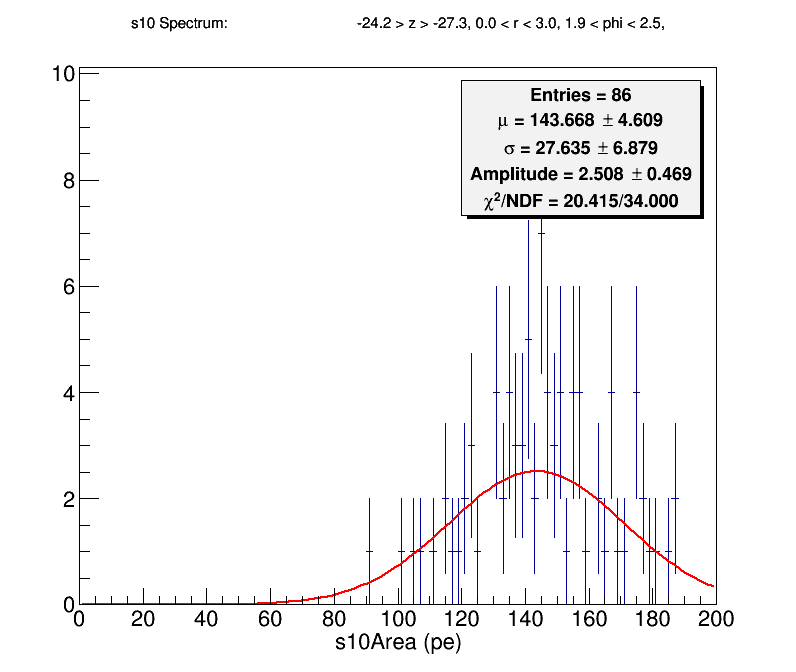 s10 Spectrum: -24.2 > z > -27.3, 0.0 < r < 3.0, 1.9 < phi < 2.5,
Entries = 86
μ = 143.668 ± 4.609
σ = 27.635 ± 6.879
Amplitude = 2.508 ± 0.469
χ²/NDF = 20.415/34.000
10
8
6
4
2
0
0 20 40 60 80 100 120 140 160 180 200
s10Area (pe)